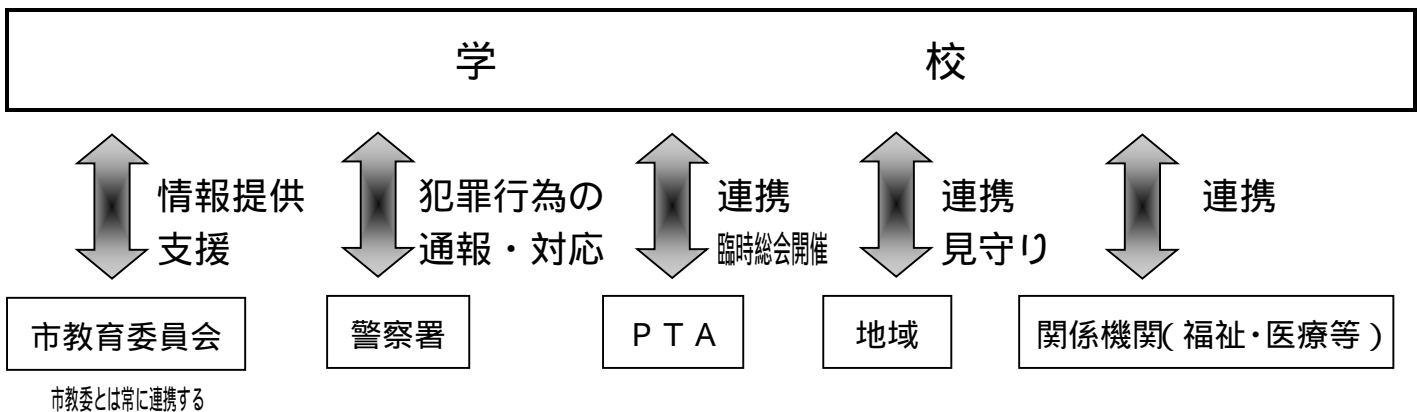 学校
情報提供
支援
犯罪行為の
通報・対応
連携
臨時総会開催
連携
見守り
連携
市教育委員会
警察署
ＰＴＡ
地域
関係機関(福祉・医療等)
市教委とは常に連携する